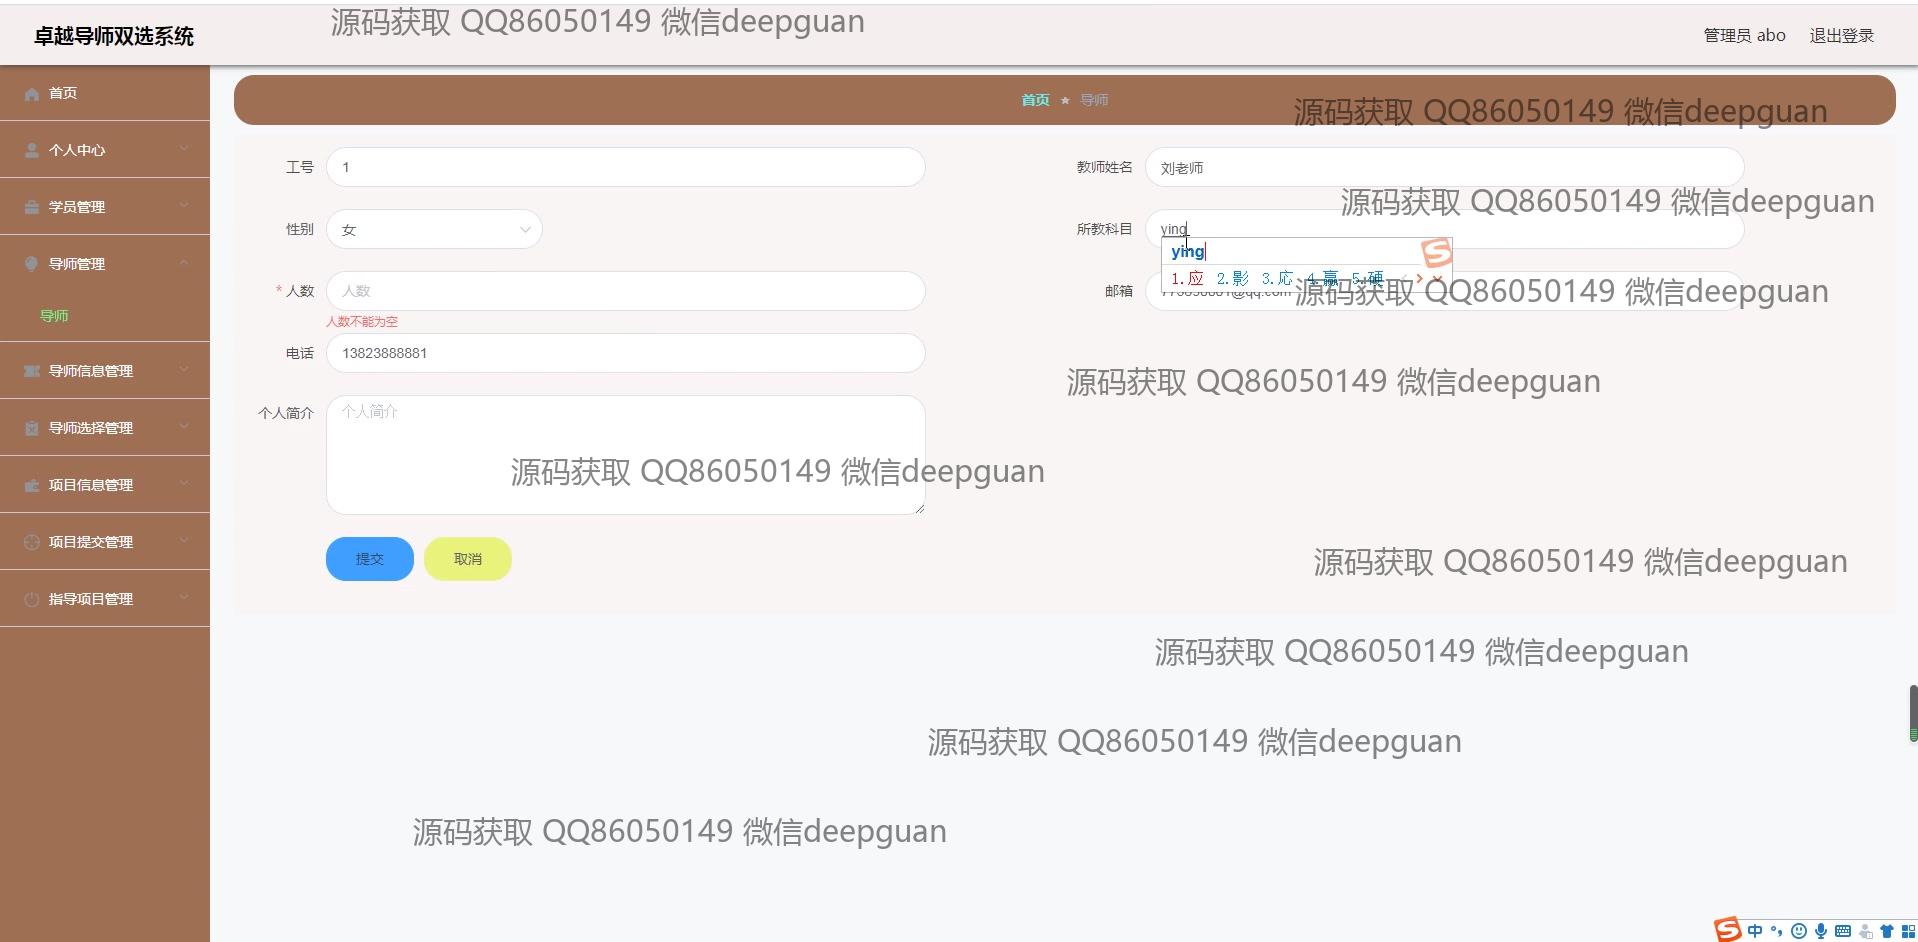 源码获取 QQ86050149 微信deepguan
卓越导师双选系统
管理员 abo
退出登录
首页
个人中心
学员管理
导师管理
导师
导师信息管理
导师选择管理
项目信息管理
项目提交管理
指导项目管理
首页 ★ 导师
源码获取 QQ86050149 微信deepguan
工号 1
教师姓名 刘老师
源码获取 QQ86050149 微信deepguan
性别 女
所教科目 ying
ying
1.应 2.影 3.応 4.赢 5.硬
* 人数 人数
人数不能为空
邮箱
@qq.com
源码获取 QQ86050149 微信deepguan
电话 13823888881
源码获取 QQ86050149 微信deepguan
个人简介 个人简介
源码获取 QQ86050149 微信deepguan
提交 取消
源码获取 QQ86050149 微信deepguan
源码获取 QQ86050149 微信deepguan
源码获取 QQ86050149 微信deepguan
源码获取 QQ86050149 微信deepguan
中